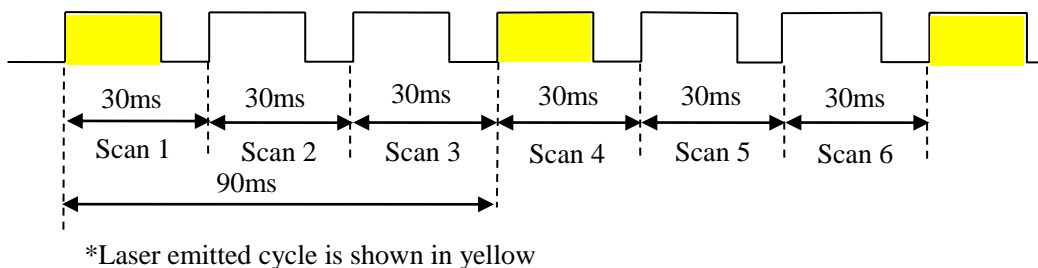 30ms 30ms 30ms 30ms 30ms 30ms
Scan 1 Scan 2 Scan 3 Scan 4 Scan 5 Scan 6
90ms
*Laser emitted cycle is shown in yellow